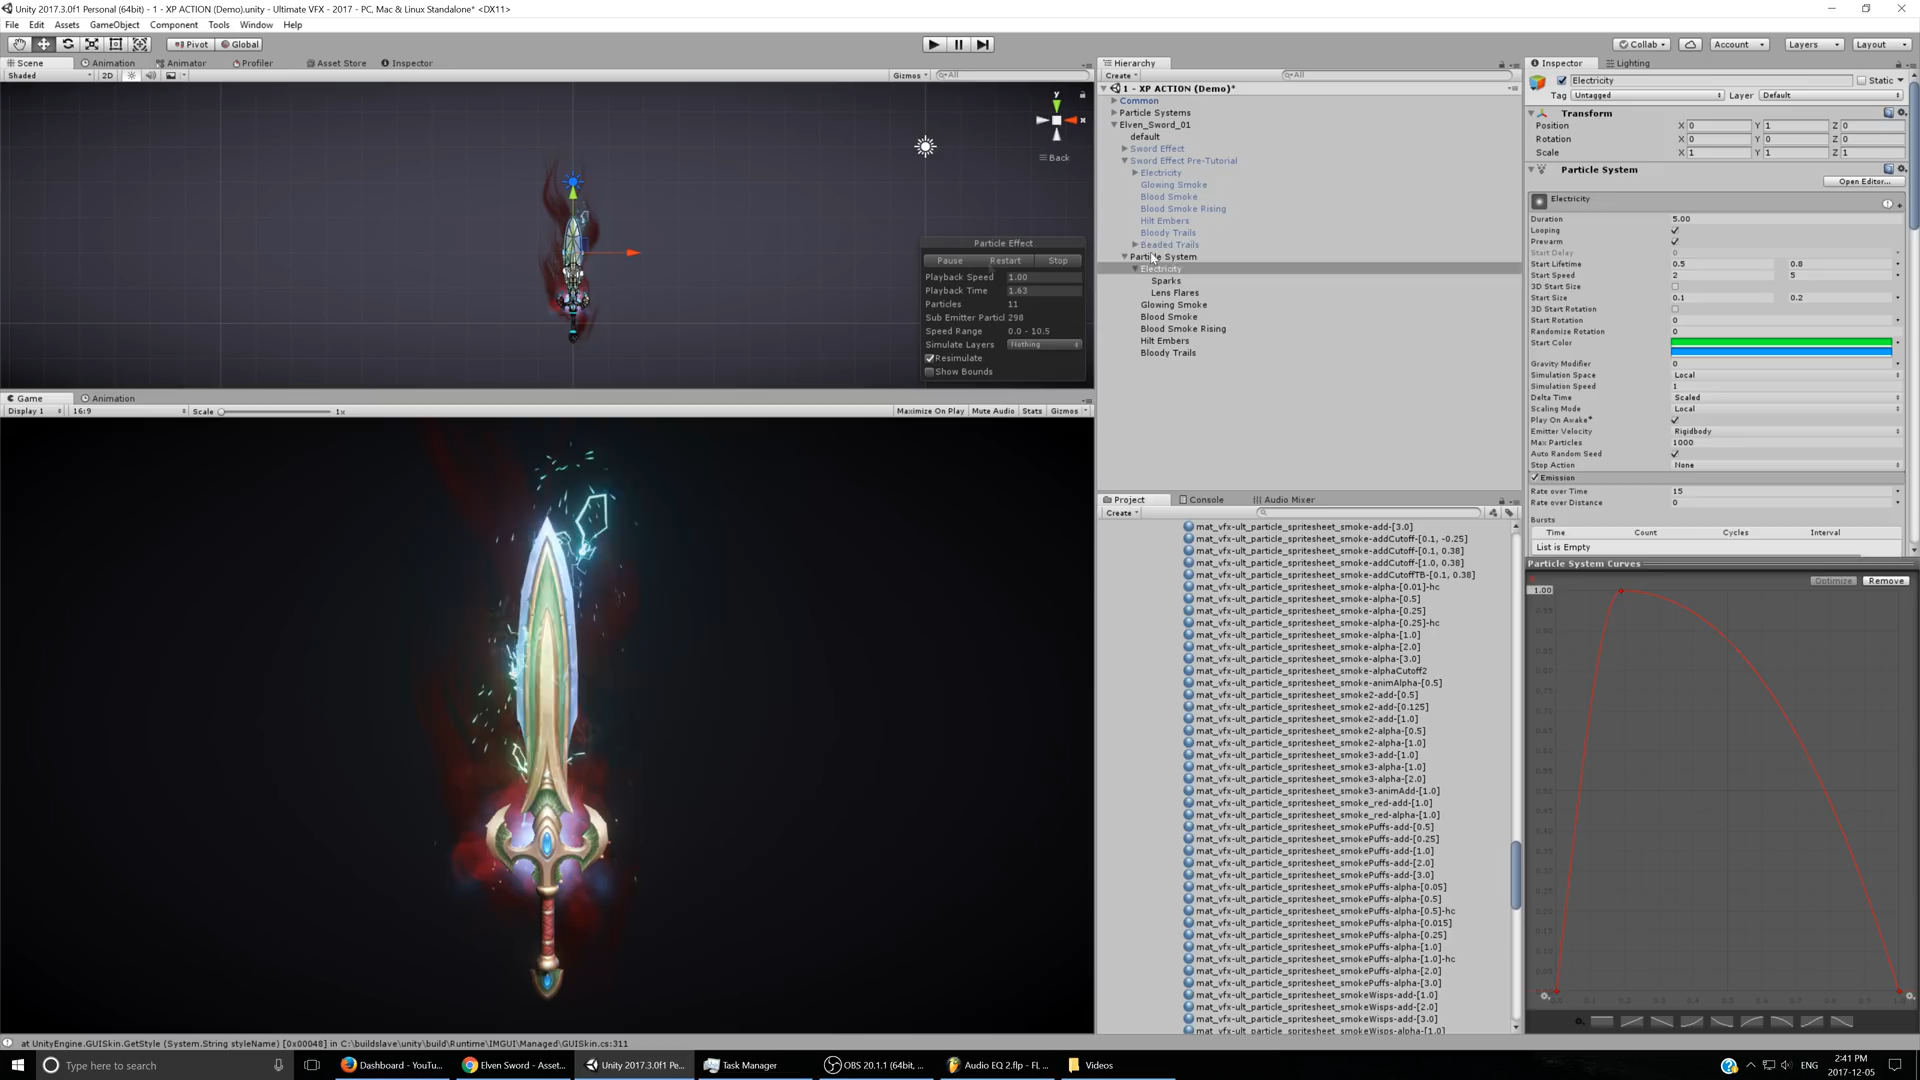 Unity 2017.3.0f1 Personal (64bit) - 1 - XP ACTION (Demo).unity - Ultimate VFX - 2017 - PC, Mac & Linux Standalone* <DX11>
File Edit Assets GameObject Component Tools Window Help
Pivot Global
Collab Account Layers Layout
Scene Animation Animator Profiler Asset Store Inspector
Shaded 2D Gizmos All
y
x
Back
Particle Effect
Pause Restart Stop
Playback Speed 1.00
Playback Time 1.63
Particles 11
Sub Emitter Particl 298
Speed Range 0.0 - 10.5
Simulate Layers Nothing
Resimulate
Show Bounds
Game Animation
Display 1 16:9 Scale 1x Maximize On Play Mute Audio Stats Gizmos
Hierarchy
Create All
1 - XP ACTION (Demo)*
Common
Particle Systems
Elven_Sword_01
default
Sword Effect
Sword Effect Pre-Tutorial
Electricity
Glowing Smoke
Blood Smoke
Blood Smoke Rising
Hilt Embers
Bloody Trails
Beaded Trails
Particle System
Electricity
Sparks
Lens Flares
Glowing Smoke
Blood Smoke
Blood Smoke Rising
Hilt Embers
Bloody Trails
Project Console Audio Mixer
Create
mat_vfx-ult_particle_spritesheet_smoke-add-[3.0]
mat_vfx-ult_particle_spritesheet_smoke-addCutoff-[0.1, -0.25]
mat_vfx-ult_particle_spritesheet_smoke-addCutoff-[0.1, 0.38]
mat_vfx-ult_particle_spritesheet_smoke-addCutoff-[1.0, 0.38]
mat_vfx-ult_particle_spritesheet_smoke-addCutoffTB-[0.1, 0.38]
mat_vfx-ult_particle_spritesheet_smoke-alpha-[0.01]-hc
mat_vfx-ult_particle_spritesheet_smoke-alpha-[0.5]
mat_vfx-ult_particle_spritesheet_smoke-alpha-[0.25]
mat_vfx-ult_particle_spritesheet_smoke-alpha-[0.25]-hc
mat_vfx-ult_particle_spritesheet_smoke-alpha-[1.0]
mat_vfx-ult_particle_spritesheet_smoke-alpha-[2.0]
mat_vfx-ult_particle_spritesheet_smoke-alpha-[3.0]
mat_vfx-ult_particle_spritesheet_smoke-alphaCutoff2
mat_vfx-ult_particle_spritesheet_smoke-animAlpha-[0.5]
mat_vfx-ult_particle_spritesheet_smoke2-add-[0.5]
mat_vfx-ult_particle_spritesheet_smoke2-add-[0.125]
mat_vfx-ult_particle_spritesheet_smoke2-add-[1.0]
mat_vfx-ult_particle_spritesheet_smoke2-alpha-[0.5]
mat_vfx-ult_particle_spritesheet_smoke2-alpha-[1.0]
mat_vfx-ult_particle_spritesheet_smoke3-add-[1.0]
mat_vfx-ult_particle_spritesheet_smoke3-alpha-[1.0]
mat_vfx-ult_particle_spritesheet_smoke3-alpha-[2.0]
mat_vfx-ult_particle_spritesheet_smoke3-animAdd-[1.0]
mat_vfx-ult_particle_spritesheet_smoke_red-add-[1.0]
mat_vfx-ult_particle_spritesheet_smoke_red-alpha-[1.0]
mat_vfx-ult_particle_spritesheet_smokePuffs-add-[0.5]
mat_vfx-ult_particle_spritesheet_smokePuffs-add-[0.25]
mat_vfx-ult_particle_spritesheet_smokePuffs-add-[1.0]
mat_vfx-ult_particle_spritesheet_smokePuffs-add-[2.0]
mat_vfx-ult_particle_spritesheet_smokePuffs-add-[3.0]
mat_vfx-ult_particle_spritesheet_smokePuffs-alpha-[0.05]
mat_vfx-ult_particle_spritesheet_smokePuffs-alpha-[0.5]
mat_vfx-ult_particle_spritesheet_smokePuffs-alpha-[0.5]-hc
mat_vfx-ult_particle_spritesheet_smokePuffs-alpha-[0.015]
mat_vfx-ult_particle_spritesheet_smokePuffs-alpha-[0.25]
mat_vfx-ult_particle_spritesheet_smokePuffs-alpha-[1.0]
mat_vfx-ult_particle_spritesheet_smokePuffs-alpha-[1.0]-hc
mat_vfx-ult_particle_spritesheet_smokePuffs-alpha-[2.0]
mat_vfx-ult_particle_spritesheet_smokePuffs-alpha-[3.0]
mat_vfx-ult_particle_spritesheet_smokeWisps-add-[1.0]
mat_vfx-ult_particle_spritesheet_smokeWisps-add-[2.0]
mat_vfx-ult_particle_spritesheet_smokeWisps-add-[3.0]
mat_vfx-ult_particle_spritesheet_smokeWisps-alpha-[1.0]
Inspector Lighting
Electricity Static
Tag Untagged Layer Default
Transform
Position X 0 Y 1 Z 0
Rotation X 0 Y 0 Z 0
Scale X 1 Y 1 Z 1
Particle System
Open Editor...
Electricity
Duration 5.00
Looping
Prewarm
Start Delay 0
Start Lifetime 0.5 0.8
Start Speed 2 5
3D Start Size
Start Size 0.1 0.2
3D Start Rotation
Start Rotation 0
Randomize Rotation 0
Start Color
Gravity Modifier 0
Simulation Space Local
Simulation Speed 1
Delta Time Scaled
Scaling Mode Local
Play On Awake*
Emitter Velocity Rigidbody
Max Particles 1000
Auto Random Seed
Stop Action None
Emission
Rate over Time 15
Rate over Distance 0
Bursts
Time Count Cycles Interval
List is Empty
Particle System Curves
Optimize Remove
1.00
at UnityEngine.GUISkin.GetStyle (System.String styleName) [0x00048] in C:\buildslave\unity\build\Runtime\IMGUI\Managed\GUISkin.cs:311
Type here to search
Dashboard - YouTu...
Elven Sword - Asset...
Unity 2017.3.0f1 Pe...
Task Manager
OBS 20.1.1 (64bit, ...
Audio EQ 2.flp - FL ...
Videos
ENG
2:41 PM
2017-12-05